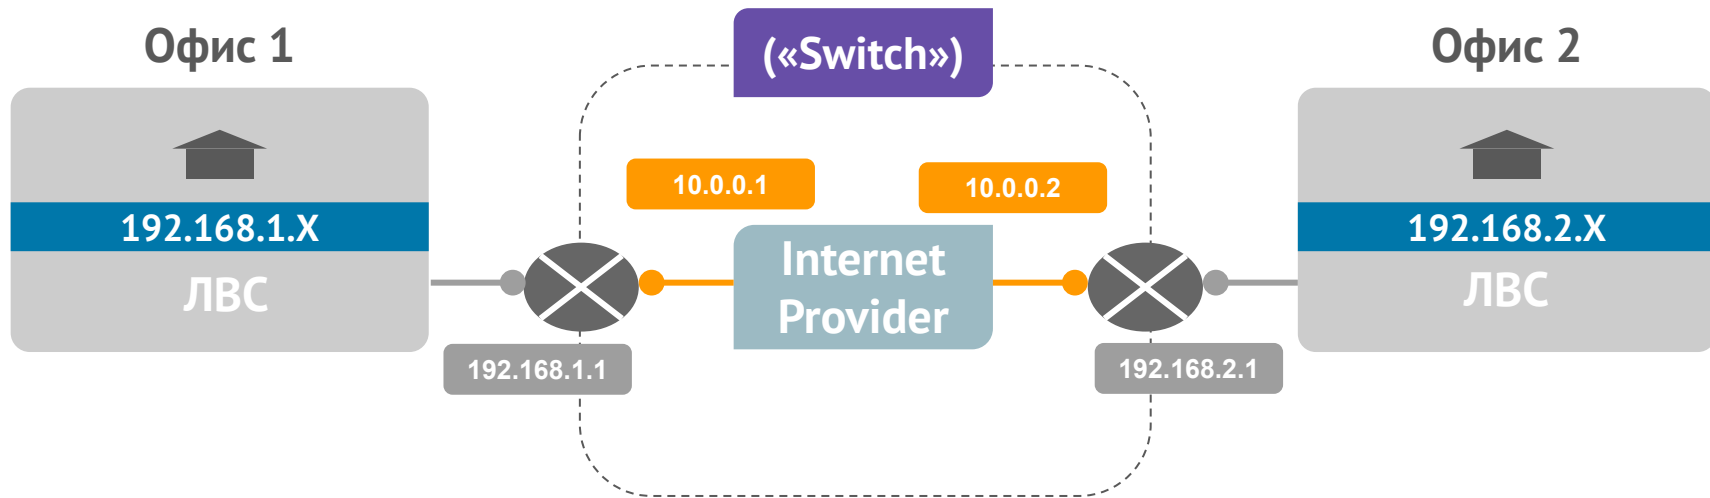 Офис 1
(«Switch»)
Офис 2
10.0.0.1
10.0.0.2
192.168.1.X
192.168.2.X
Internet
Provider
ЛВС
ЛВС
192.168.1.1
192.168.2.1